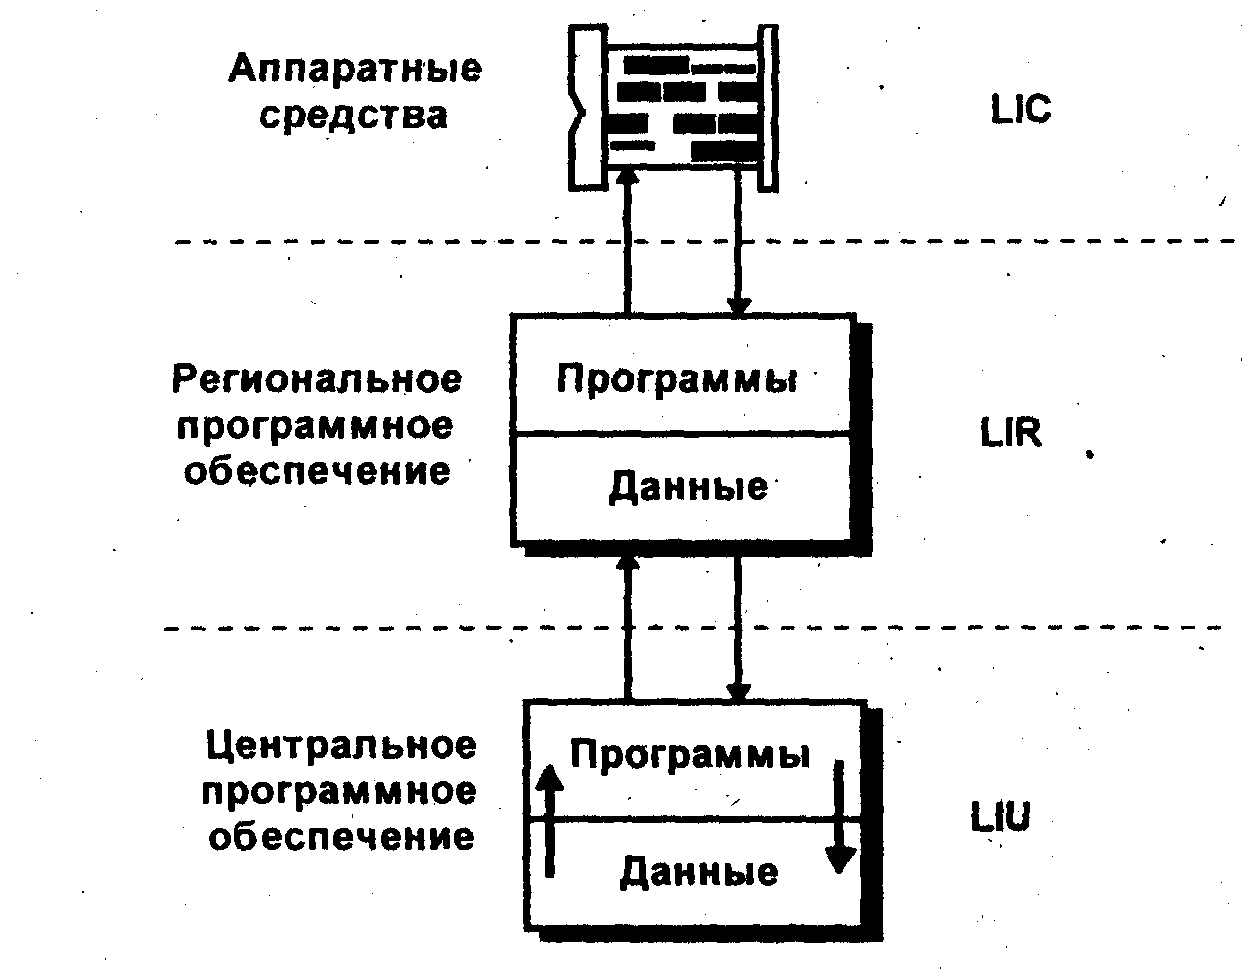 Аппаратные
средства
LIC
Региональное
программное
обеспечение
Программы
Данные
LIR
Центральное
программное
обеспечение
Программы
Данные
LIU